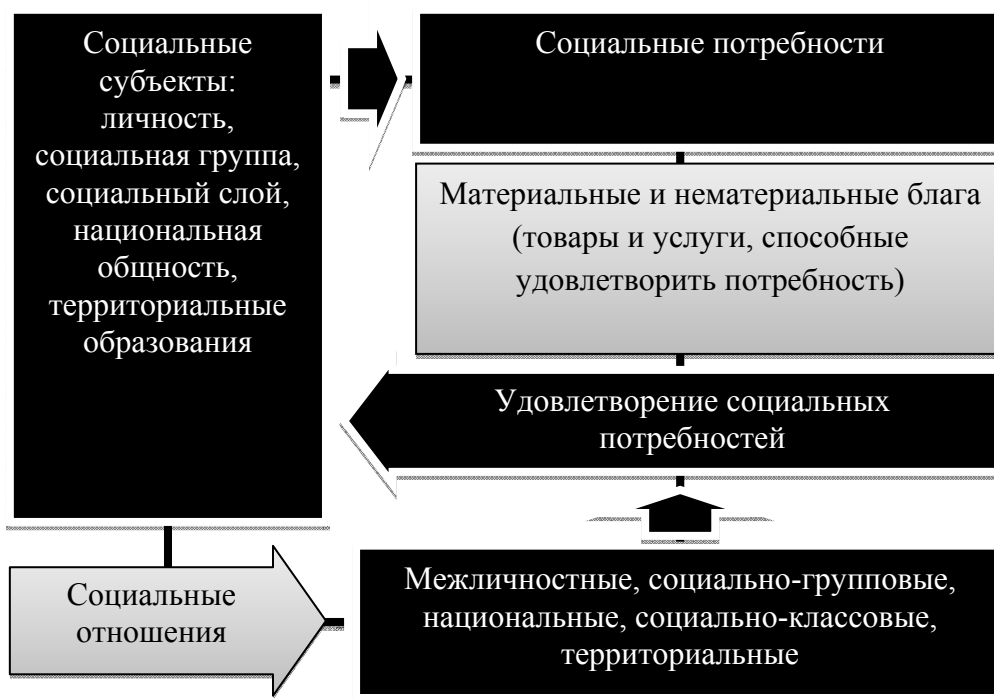 Социальные
субъекты:
личность,
социальная группа,
социальный слой,
национальная
общность,
территориальные
образования
Социальные потребности
Материальные и нематериальные блага
(товары и услуги, способные
удовлетворить потребность)
Удовлетворение социальных
потребностей
Социальные
отношения
Межличностные, социально-групповые,
национальные, социально-классовые,
территориальные